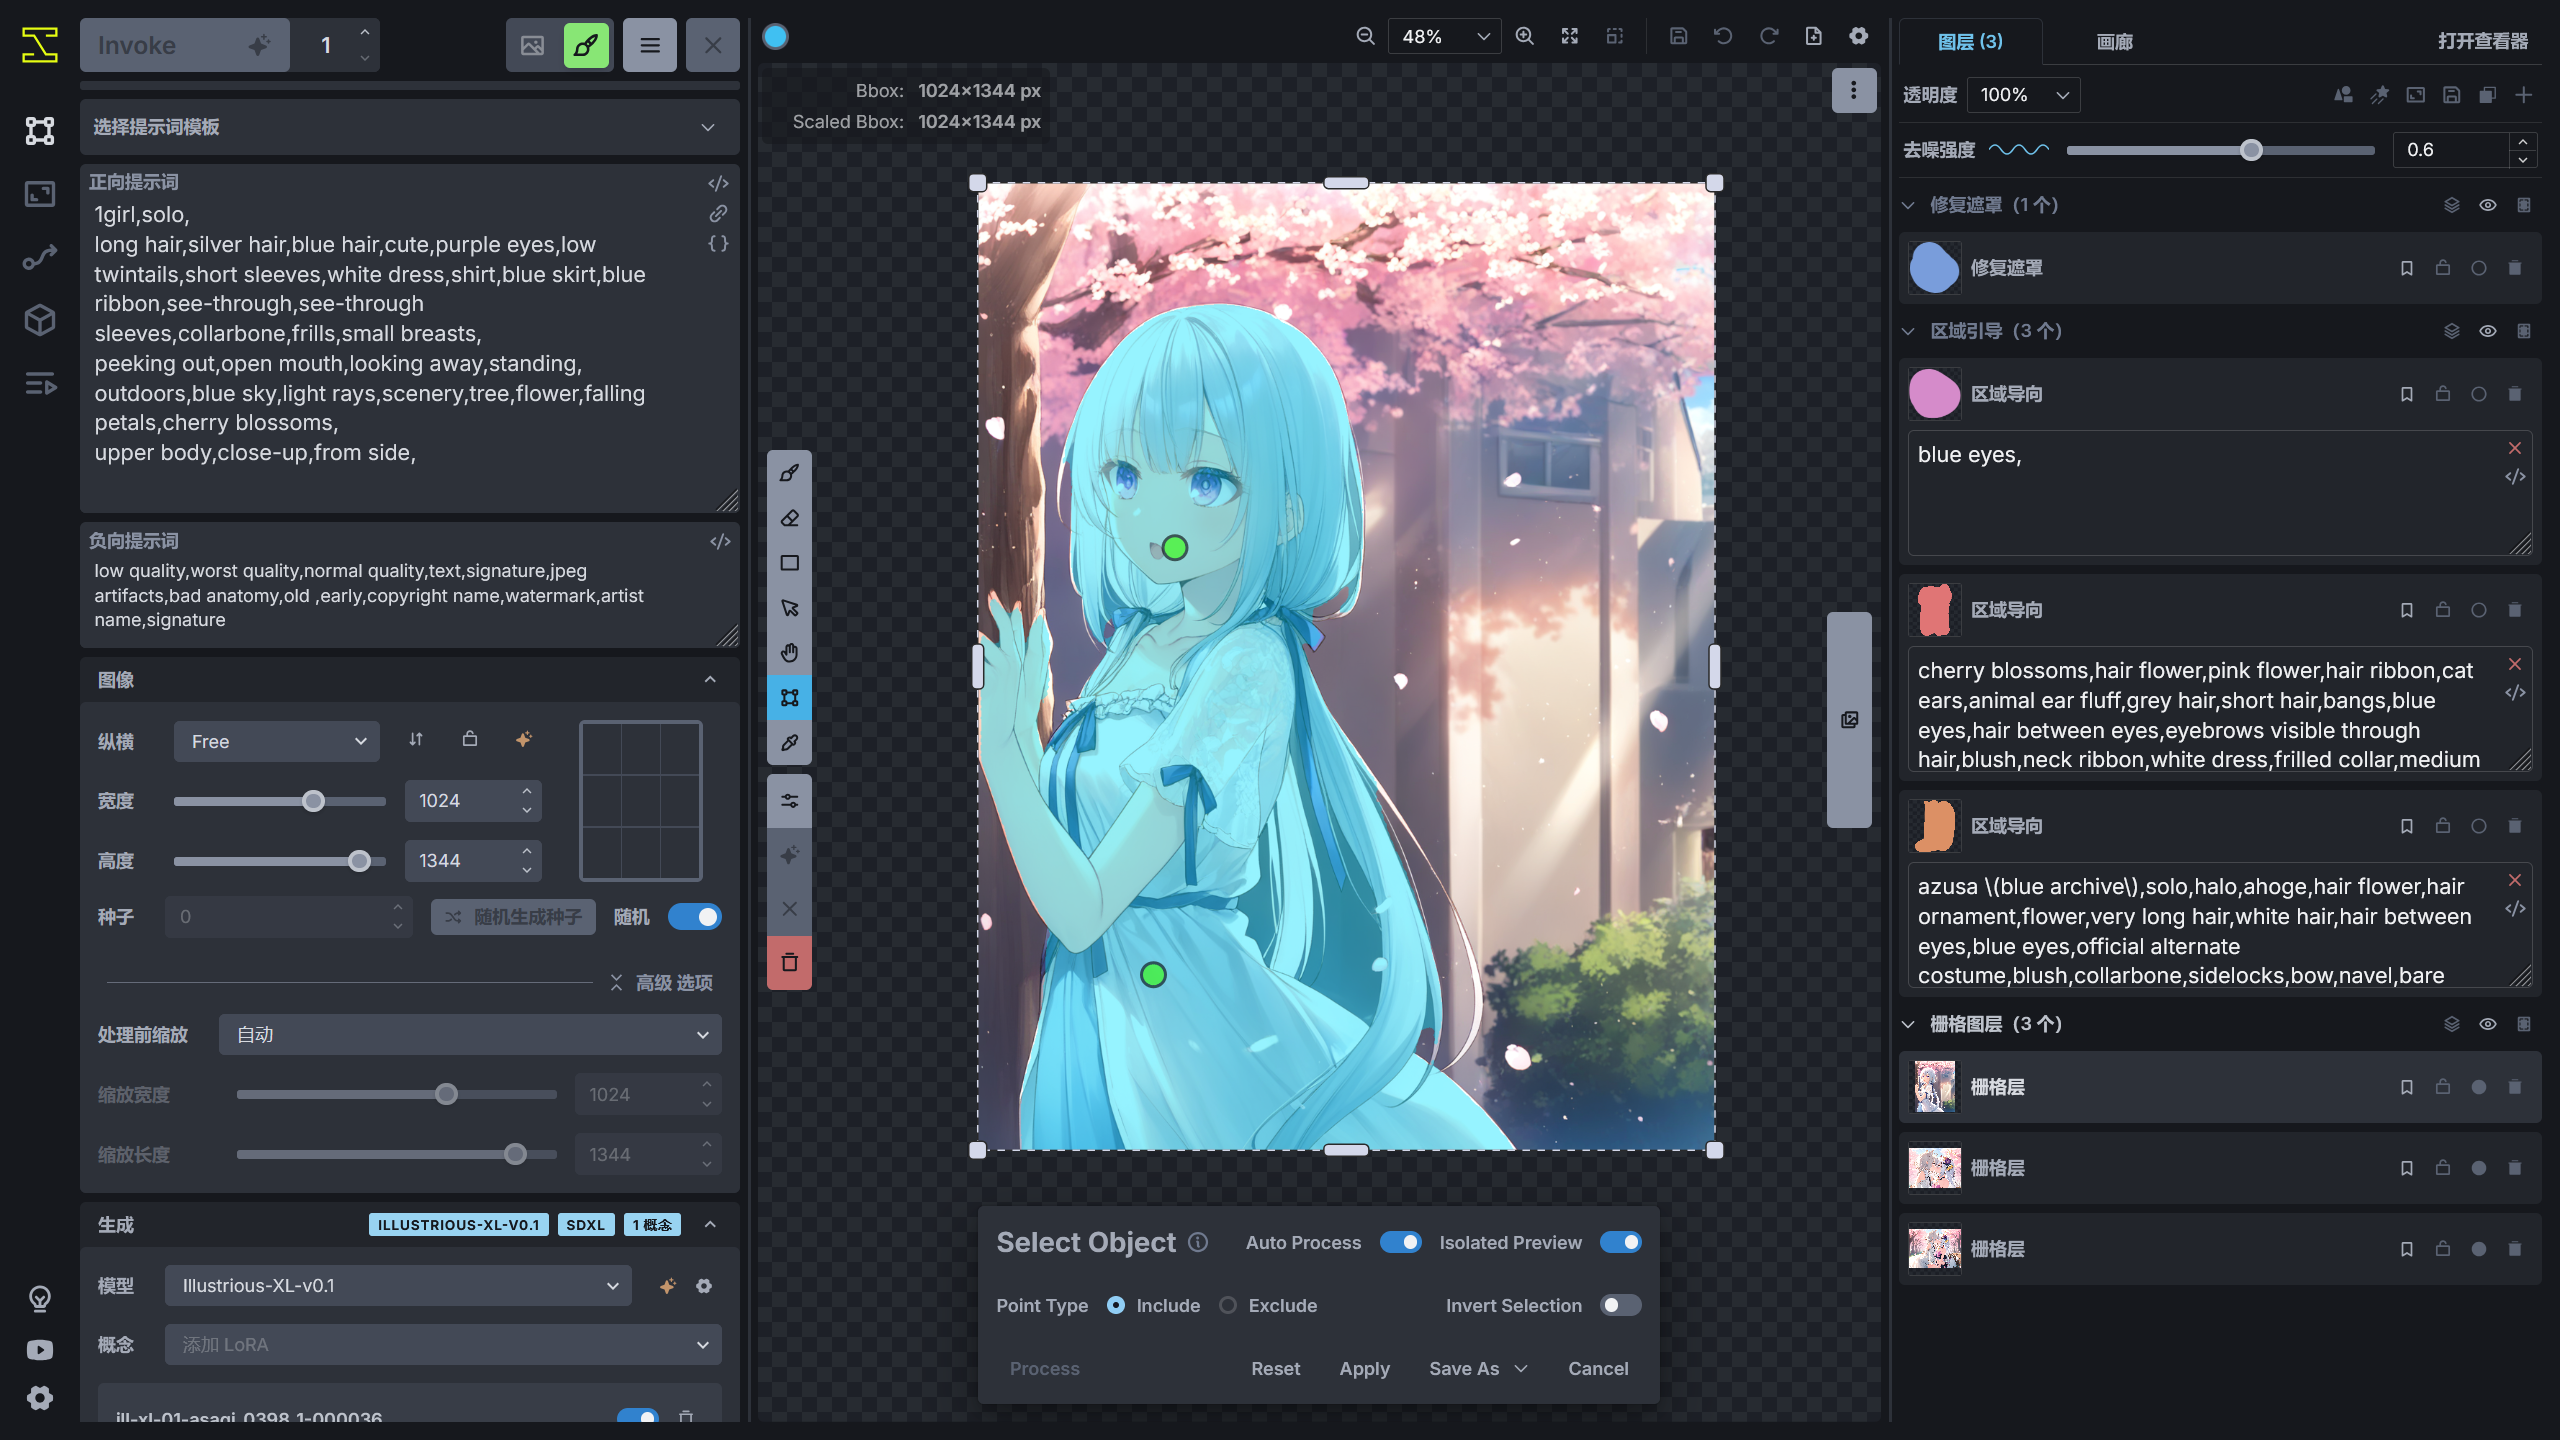 Invoke
1
选择提示词模板
正向提示词
1girl,solo,
long hair,silver hair,blue hair,cute,purple eyes,low
twintails,short sleeves,white dress,shirt,blue skirt,blue
ribbon,see-through,see-through
sleeves,collarbone,frills,small breasts,
peeking out,open mouth,looking away,standing,
outdoors,blue sky,light rays,scenery,tree,flower,falling
petals,cherry blossoms,
upper body,close-up,from side,
负向提示词
low quality,worst quality,normal quality,text,signature,jpeg
artifacts,bad anatomy,old ,early,copyright name,watermark,artist
name,signature
图像
纵横
Free
宽度
1024
高度
1344
种子
0
随机生成种子
随机
高级 选项
处理前缩放
自动
缩放宽度
1024
缩放长度
1344
生成
ILLUSTRIOUS-XL-V0.1
SDXL
1 概念
模型
Illustrious-XL-v0.1
概念
添加 LoRA
ill-xl-01-asagi_0398_1-000036
48%
Bbox: 1024×1344 px
Scaled Bbox: 1024×1344 px
Select Object
Auto Process
Isolated Preview
Point Type
Include
Exclude
Invert Selection
Process
Reset
Apply
Save As
Cancel
图层 (3)
画廊
打开查看器
透明度
100%
去噪强度
0.6
修复遮罩 (1 个)
修复遮罩
区域引导 (3 个)
区域导向
blue eyes,
区域导向
cherry blossoms,hair flower,pink flower,hair ribbon,cat
ears,animal ear fluff,grey hair,short hair,bangs,blue
eyes,hair between eyes,eyebrows visible through
hair,blush,neck ribbon,white dress,frilled collar,medium
区域导向
azusa \(blue archive\),solo,halo,ahoge,hair flower,hair
ornament,flower,very long hair,white hair,hair between
eyes,blue eyes,official alternate
costume,blush,collarbone,sidelocks,bow,navel,bare
栅格图层 (3 个)
栅格层
栅格层
栅格层